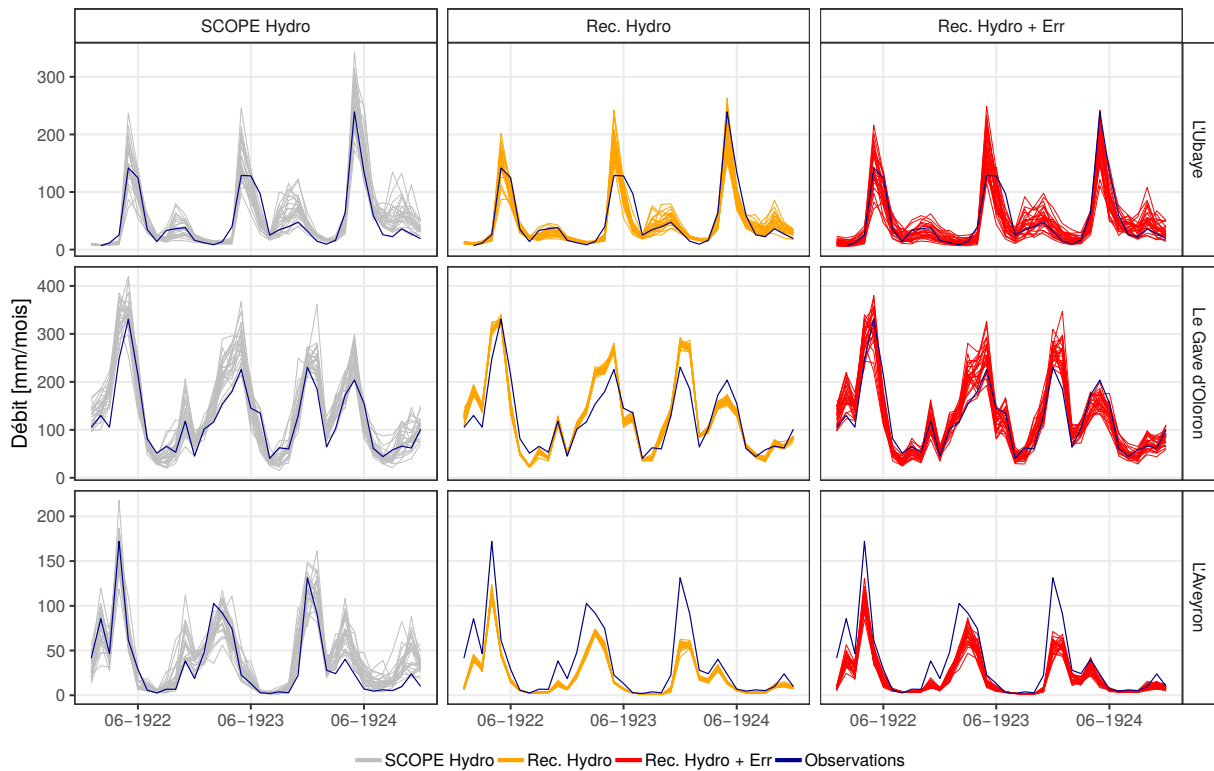 SCOPE Hydro
Rec. Hydro
Rec. Hydro + Err
Débit [mm/mois]
300
200
100
0
L'Ubaye
400
300
200
100
0
Le Gave d'Oloron
200
150
100
50
0
L'Aveyron
06−1922 06−1923 06−1924
06−1922 06−1923 06−1924
06−1922 06−1923 06−1924
SCOPE Hydro Rec. Hydro Rec. Hydro + Err Observations